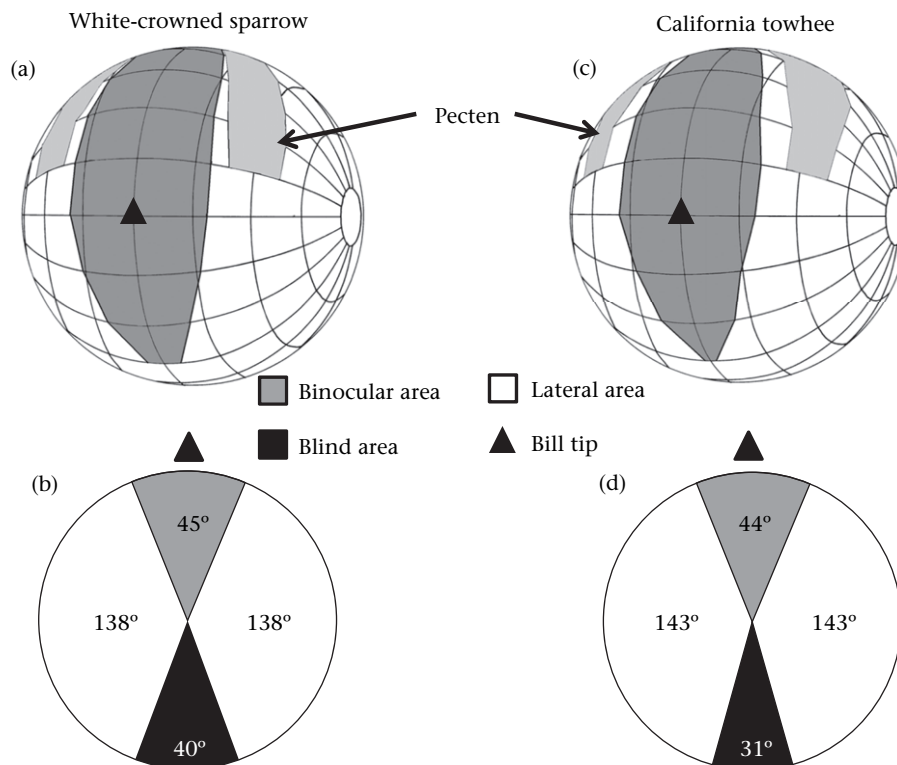 White-crowned sparrow
California towhee
(a)
(c)
Pecten
Binocular area
Lateral area
Blind area
Bill tip
(b)
(d)
45º
44º
138º
138º
143º
143º
40º
31º